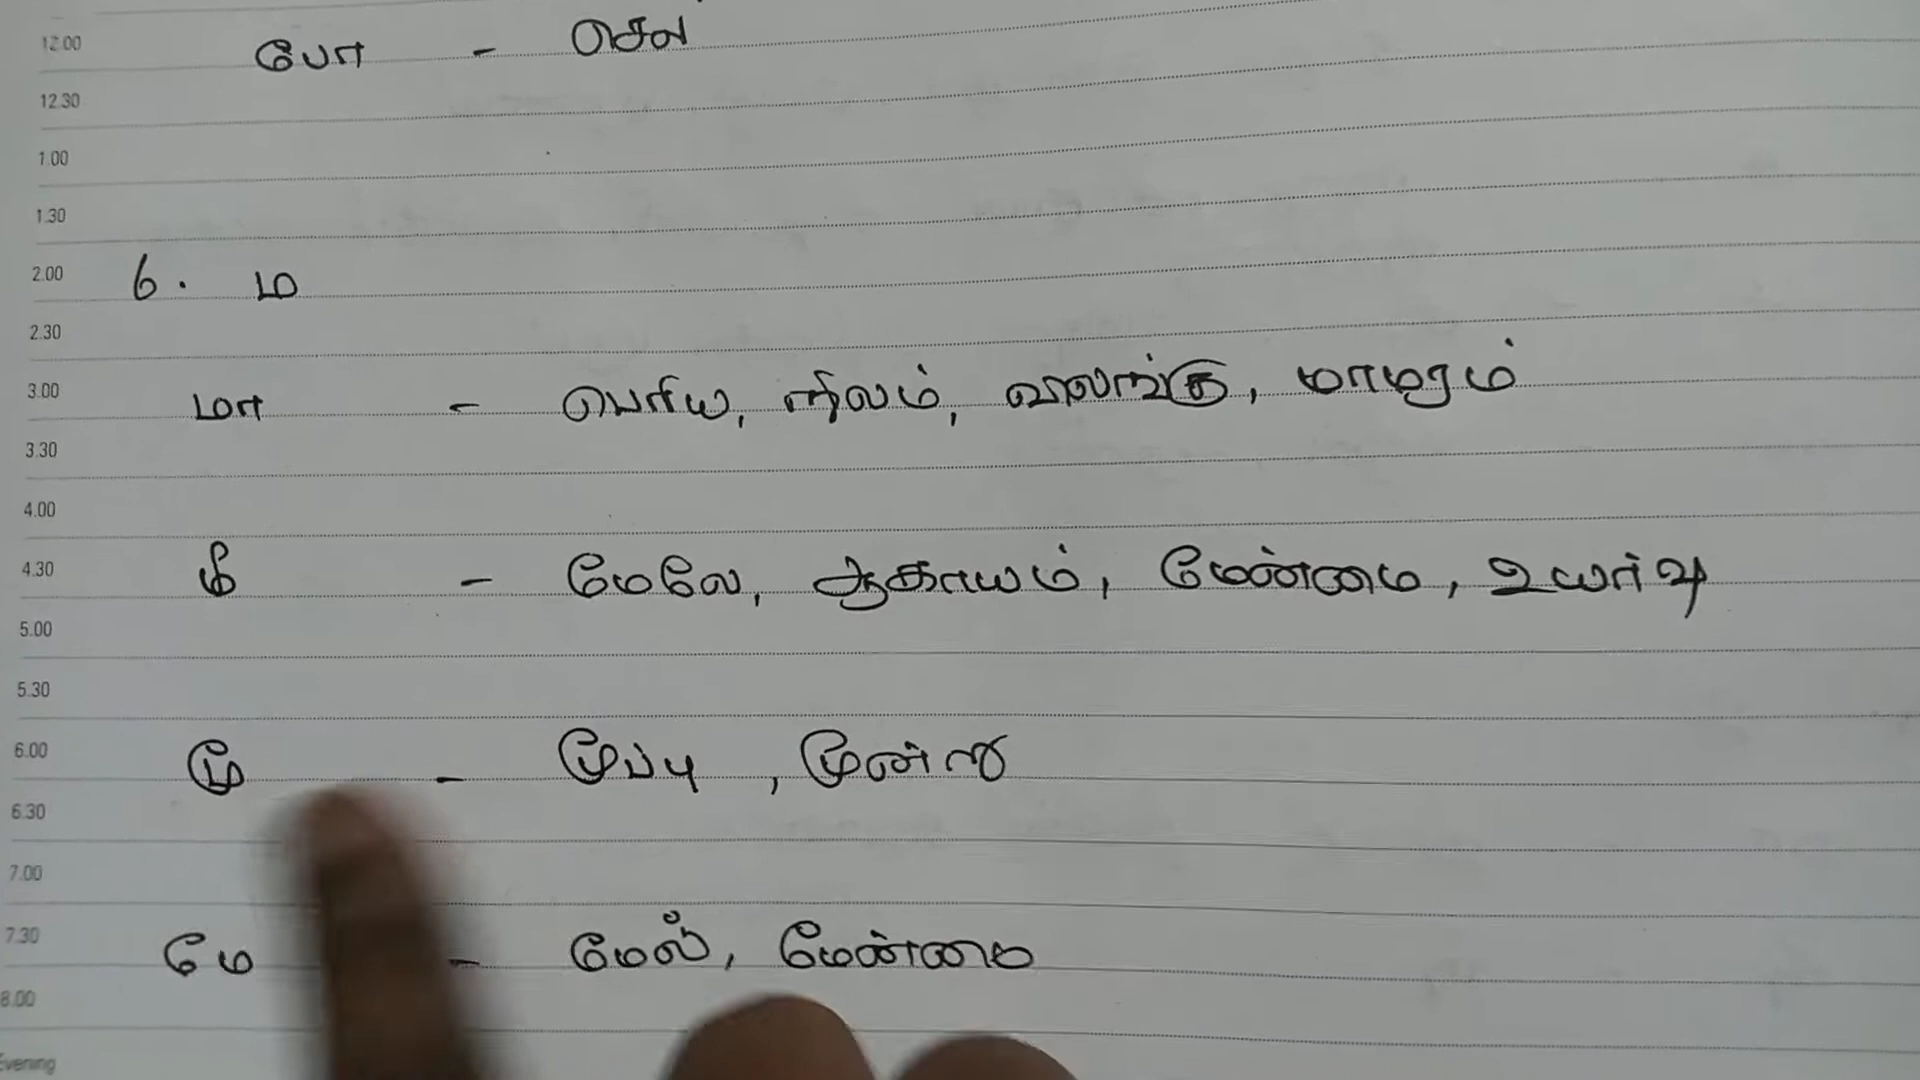 12.00 போ - செல்
12.30
1.00
1.30
2.00 6. ம
2.30
3.00 மா - பெரிய, நிலம், விலங்கு, மாமரம்
3.30
4.00
4.30 மீ - மேலே, ஆகாயம், மேன்மை, உயர்வு
5.00
5.30
6.00 மூ - மூப்பு, மூன்று
6.30
7.00
7.30 மே - மேல், மேன்மை
8.00
Evening